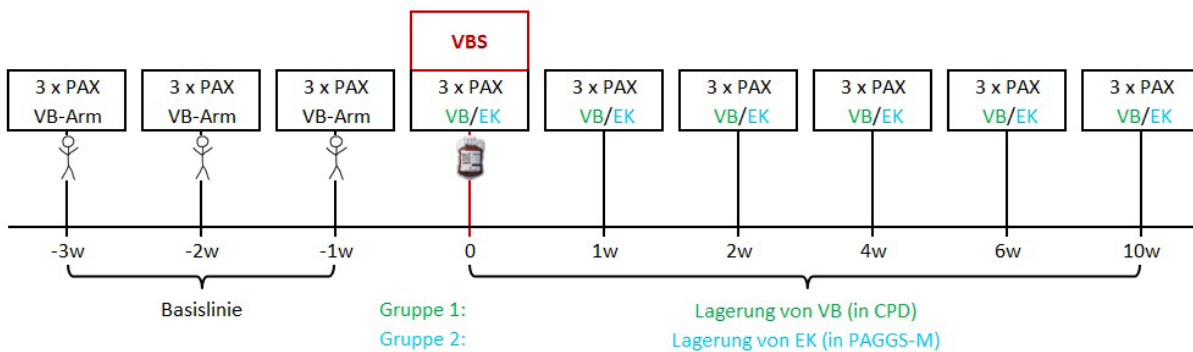 VBS
3 x PAX
VB-Arm
3 x PAX
VB-Arm
3 x PAX
VB-Arm
3 x PAX
VB/EK
3 x PAX
VB/EK
3 x PAX
VB/EK
3 x PAX
VB/EK
3 x PAX
VB/EK
3 x PAX
VB/EK
-3w
-2w
-1w
0
1w
2w
4w
6w
10w
Basislinie
Gruppe 1:
Lagerung von VB (in CPD)
Gruppe 2:
Lagerung von EK (in PAGGS-M)